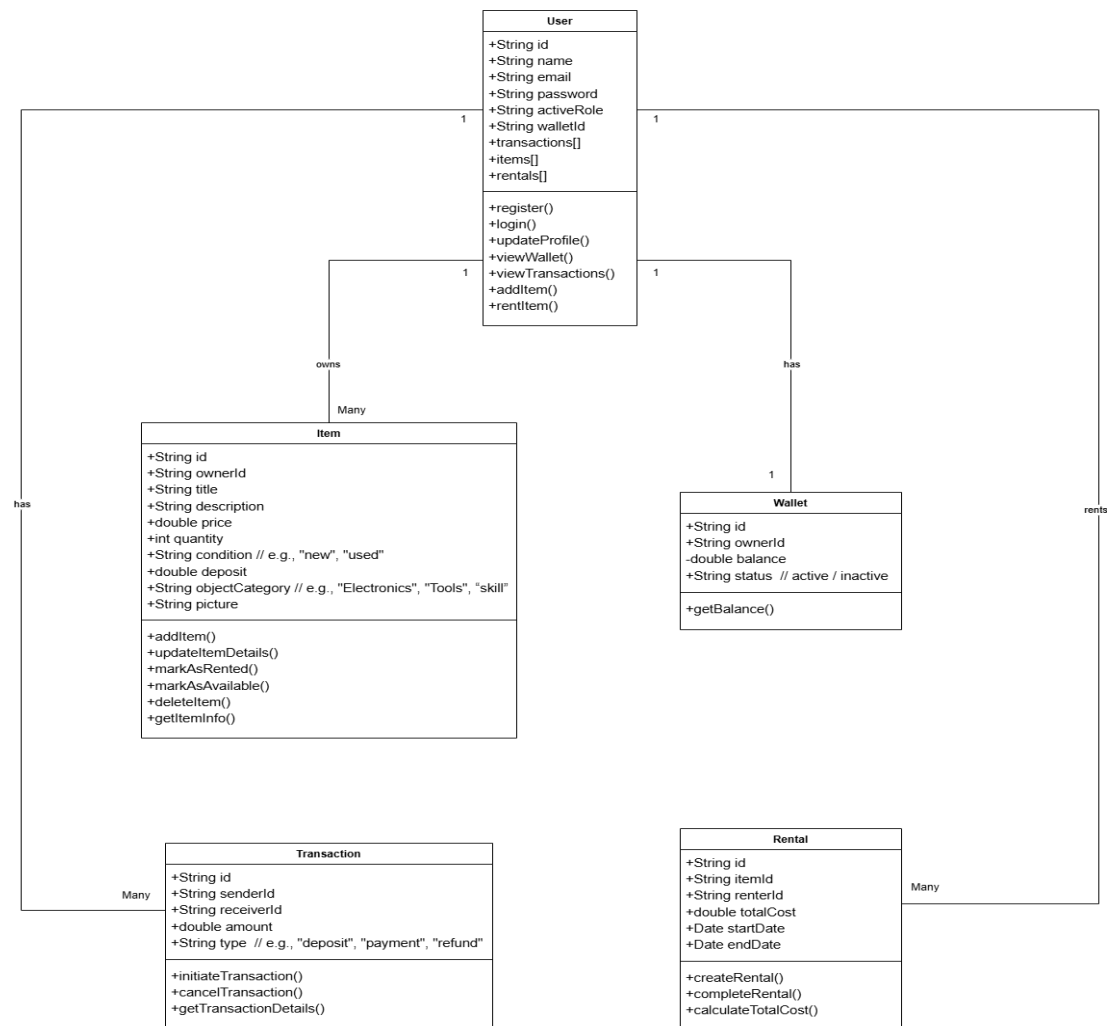 User
+String id
+String name
+String email
+String password
+String activeRole
+String walletId
+transactions[]
+items[]
+rentals[]
+register()
+login()
+updateProfile()
+viewWallet()
+viewTransactions()
+addItem()
+rentItem()
1
1
1
1
owns
has
Many
Item
+String id
+String ownerId
+String title
+String description
+double price
+int quantity
+String condition // e.g., "new", "used"
+double deposit
+String objectCategory // e.g., "Electronics", "Tools", “skill”
+String picture
+addItem()
+updateItemDetails()
+markAsRented()
+markAsAvailable()
+deleteItem()
+getItemInfo()
1
Wallet
+String id
+String ownerId
-double balance
+String status // active / inactive
+getBalance()
has
rents
Many
Transaction
+String id
+String senderId
+String receiverId
+double amount
+String type // e.g., "deposit", "payment", "refund"
+initiateTransaction()
+cancelTransaction()
+getTransactionDetails()
Many
Rental
+String id
+String itemId
+String renterId
+double totalCost
+Date startDate
+Date endDate
+createRental()
+completeRental()
+calculateTotalCost()